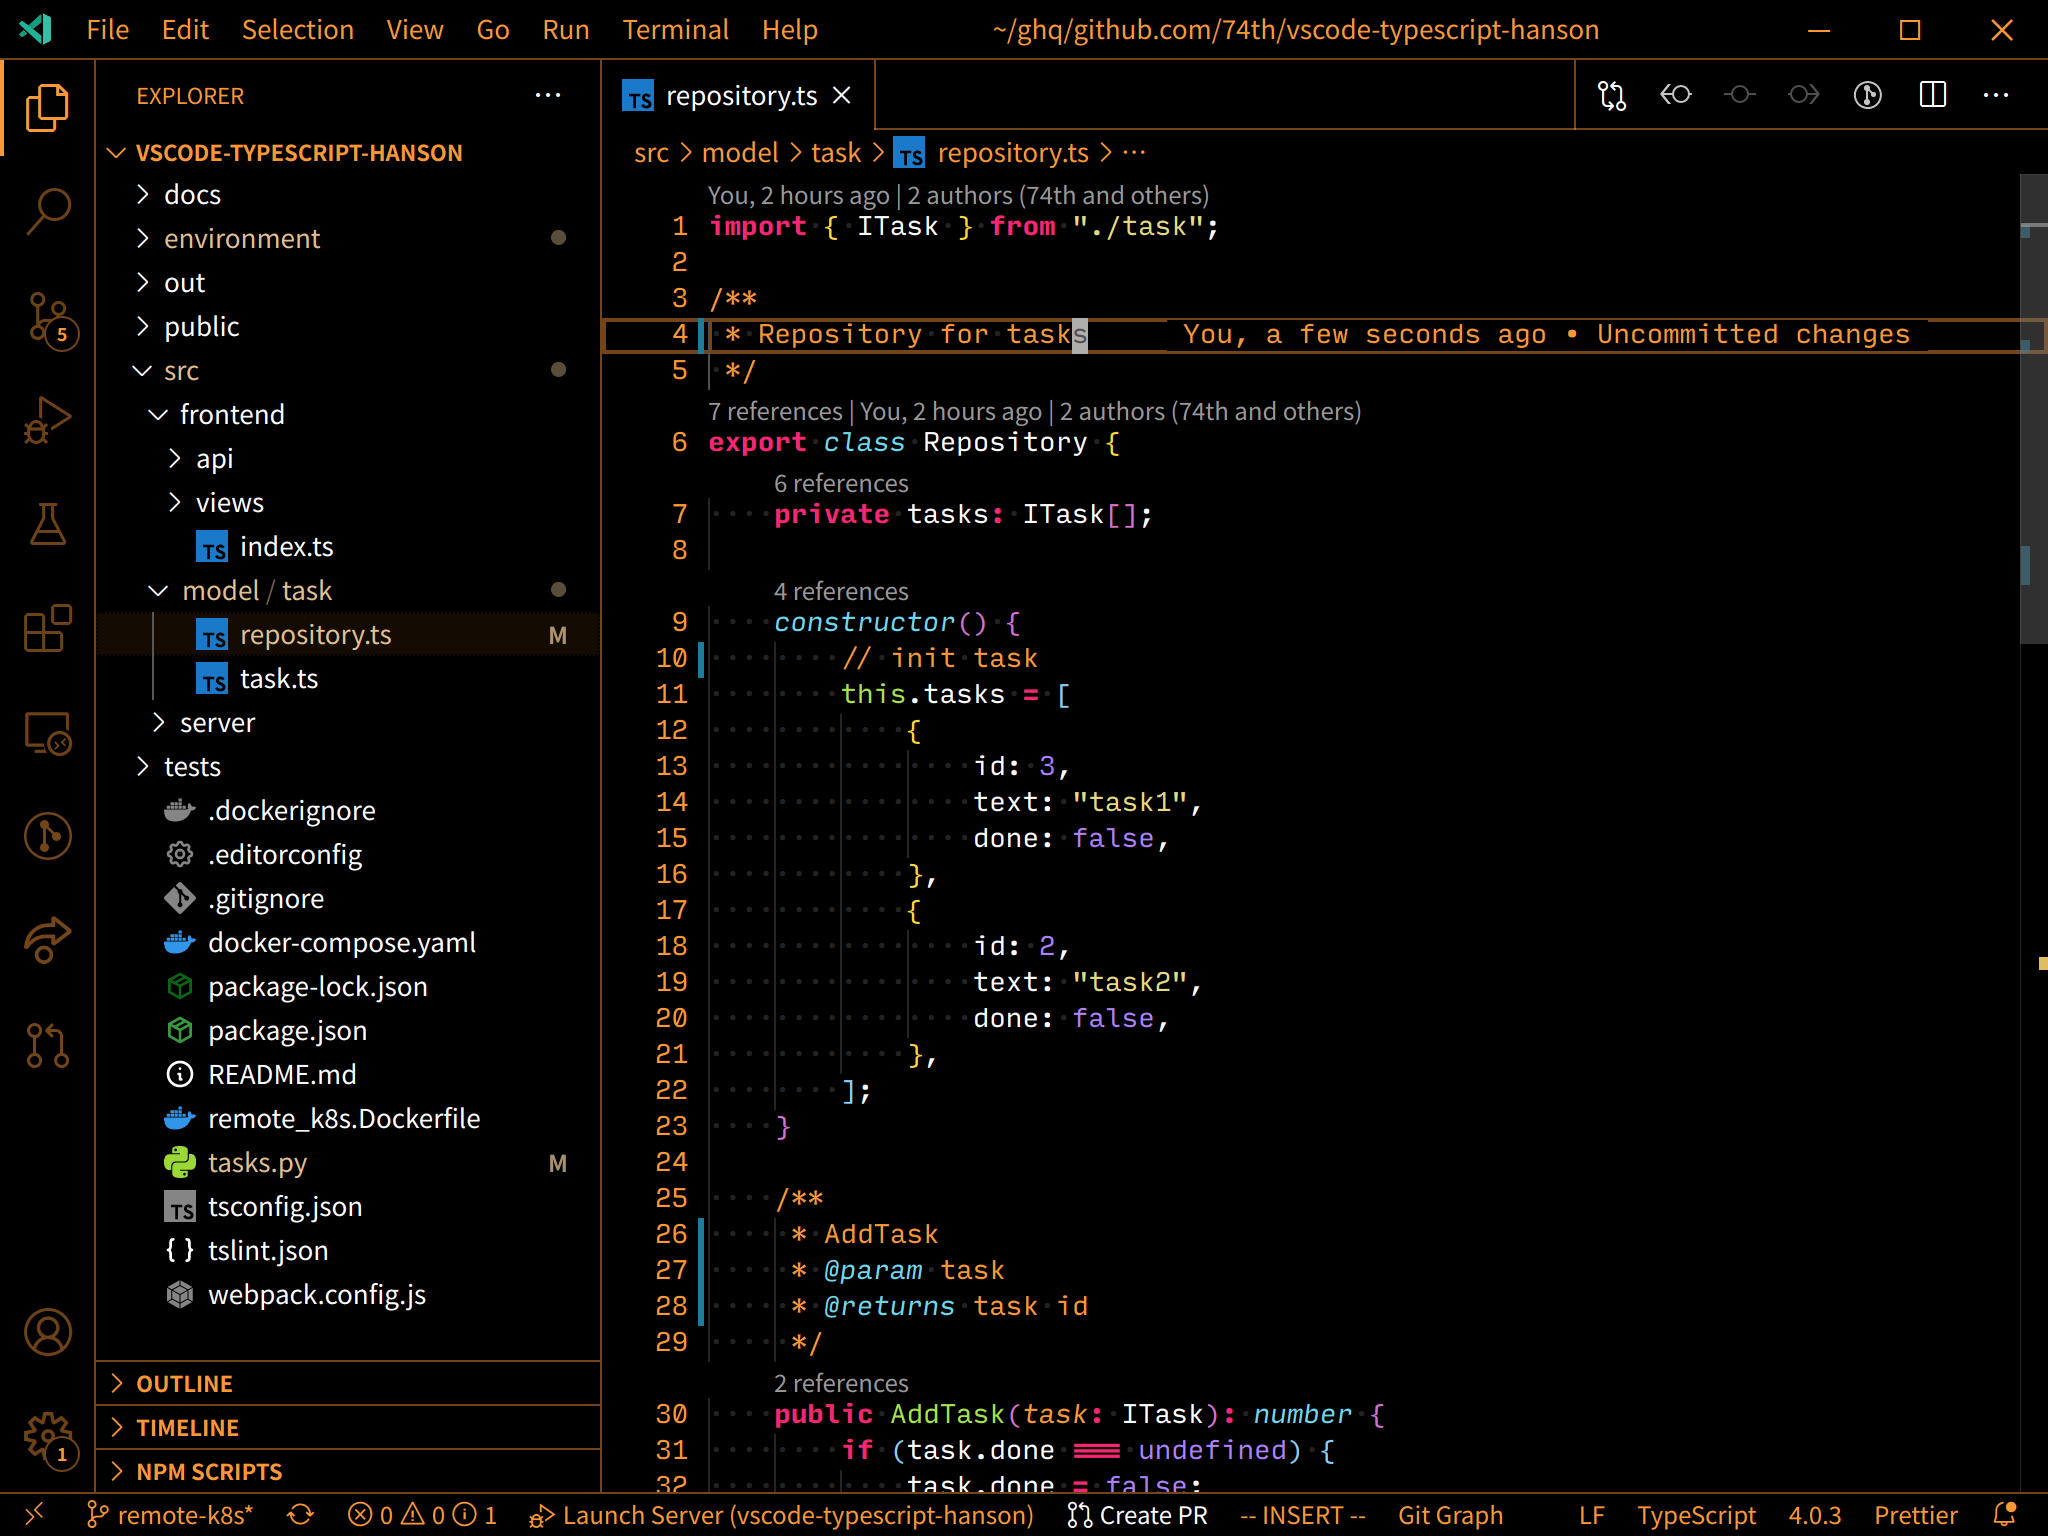 File Edit Selection View Go Run Terminal Help ~/ghq/github.com/74th/vscode-typescript-hanson
EXPLORER
VSCODE-TYPESCRIPT-HANSON
docs
environment
out
public
src
frontend
api
views
TS index.ts
model / task
TS repository.ts M
TS task.ts
server
tests
.dockerignore
.editorconfig
.gitignore
docker-compose.yaml
package-lock.json
package.json
README.md
remote_k8s.Dockerfile
tasks.py M
TS tsconfig.json
{ } tslint.json
webpack.config.js
OUTLINE
TIMELINE
NPM SCRIPTS
5
1
TS repository.ts
src > model > task > TS repository.ts > ...
You, 2 hours ago | 2 authors (74th and others)
1 import { ITask } from "./task";
2
3 /**
4 * Repository for tasks You, a few seconds ago • Uncommitted changes
5 */
7 references | You, 2 hours ago | 2 authors (74th and others)
6 export class Repository {
6 references
7 private tasks: ITask[];
8
4 references
9 constructor() {
10 // init task
11 this.tasks = [
12 {
13 id: 3,
14 text: "task1",
15 done: false,
16 },
17 {
18 id: 2,
19 text: "task2",
20 done: false,
21 },
22 ];
23 }
24
25 /**
26 * AddTask
27 * @param task
28 * @returns task id
29 */
2 references
30 public AddTask(task: ITask): number {
31 if (task.done === undefined) {
32 task.done = false;
remote-k8s* 0 0 1 Launch Server (vscode-typescript-hanson) Create PR -- INSERT -- Git Graph LF TypeScript 4.0.3 Prettier